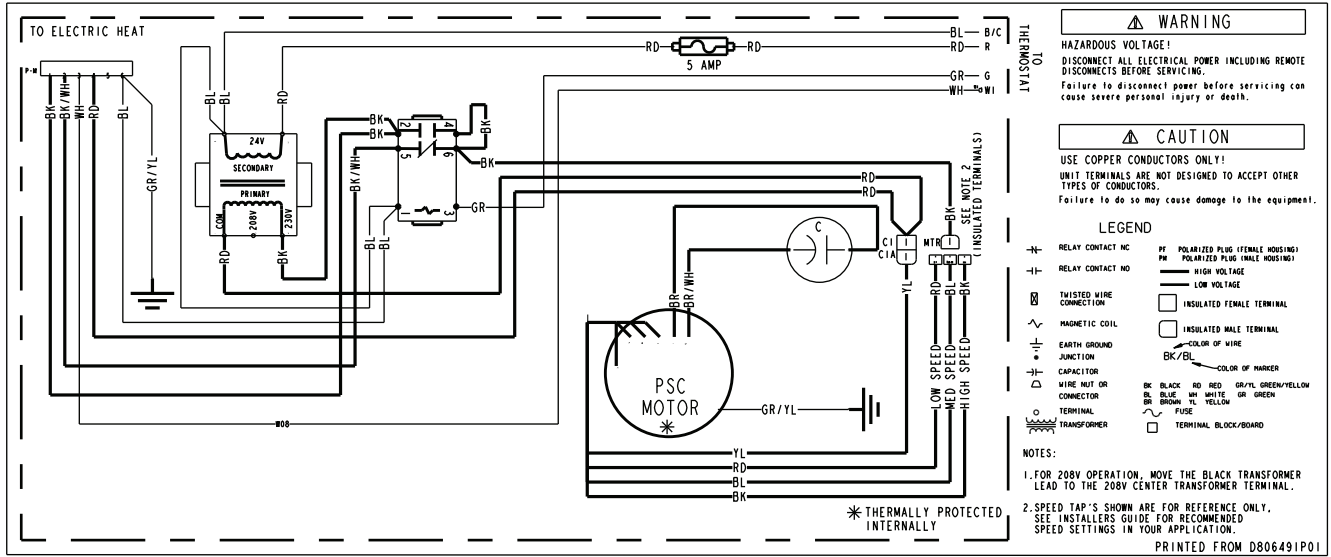 TO ELECTRIC HEAT
P-M
1 2 3 4 5 6
BK
BK/WH
WH
RD
BL
GR/YL
BL
BL
RD
24V
SECONDARY
PRIMARY
COM
208V
230V
RD
BK
BK
BK
BK/WH
BL
BL
2
4
5
6
1
3
BK
BK
GR
RD
5 AMP
RD
BL
B/C
RD
R
GR
G
WH
W1
TO
THERMOSTAT
RD
RD
BK
SEE NOTE 2
(INSULATED TERMINALS)
C
C1
C1A
MTR
BR
BR/WH
YL
RD
BL
BK
LOW SPEED
MED SPEED
HIGH SPEED
PSC
MOTOR
GR/YL
YL
RD
BL
BK
THERMALLY PROTECTED
INTERNALLY
WARNING
HAZARDOUS VOLTAGE!
DISCONNECT ALL ELECTRICAL POWER INCLUDING REMOTE
DISCONNECTS BEFORE SERVICING.
Failure to disconnect power before servicing can
cause severe personal injury or death.
CAUTION
USE COPPER CONDUCTORS ONLY!
UNIT TERMINALS ARE NOT DESIGNED TO ACCEPT OTHER
TYPES OF CONDUCTORS.
Failure to do so may cause damage to the equipment.
LEGEND
RELAY CONTACT NC
RELAY CONTACT NO
TWISTED WIRE
CONNECTION
MAGNETIC COIL
EARTH GROUND
JUNCTION
CAPACITOR
WIRE NUT OR
CONNECTOR
TERMINAL
TRANSFORMER
PF POLARIZED PLUG (FEMALE HOUSING)
PM POLARIZED PLUG (MALE HOUSING)
HIGH VOLTAGE
LOW VOLTAGE
INSULATED FEMALE TERMINAL
INSULATED MALE TERMINAL
COLOR OF WIRE
BK/BL
COLOR OF MARKER
BK BLACK RD RED GR/YL GREEN/YELLOW
BL BLUE WH WHITE GR GREEN
BR BROWN YL YELLOW
FUSE
TERMINAL BLOCK/BOARD
NOTES:
1.FOR 208V OPERATION, MOVE THE BLACK TRANSFORMER
LEAD TO THE 208V CENTER TRANSFORMER TERMINAL.
2.SPEED TAP'S SHOWN ARE FOR REFERENCE ONLY,
SEE INSTALLERS GUIDE FOR RECOMMENDED
SPEED SETTINGS IN YOUR APPLICATION.
PRINTED FROM D806491P01